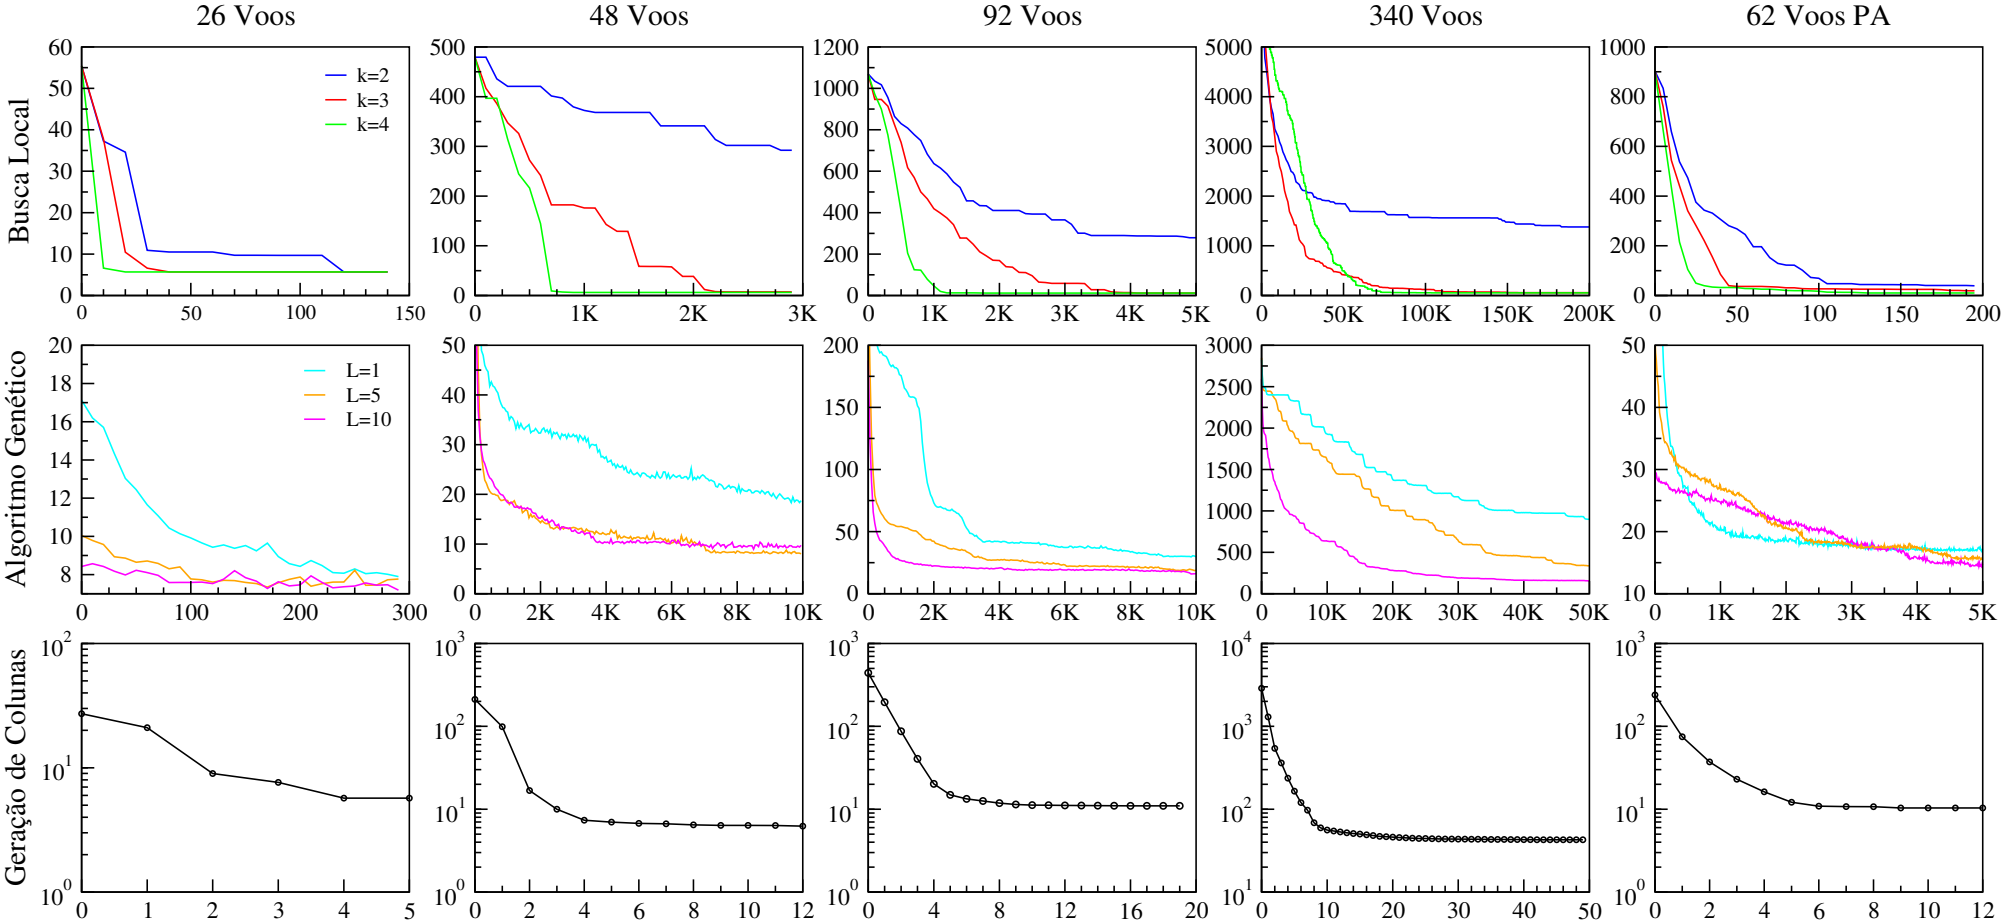 26 Voos
48 Voos
92 Voos
340 Voos
62 Voos PA
Busca Local
60
50
40
30
20
10
0
k=2
k=3
k=4
0 50 100 150
500
400
300
200
100
0
0 1K 2K 3K
1200
1000
800
600
400
200
0
0 1K 2K 3K 4K 5K
5000
4000
3000
2000
1000
0
0 50K 100K 150K 200K
1000
800
600
400
200
0
0 50 100 150 200
Algoritmo Genético
20
18
16
14
12
10
8
L=1
L=5
L=10
0 100 200 300
50
40
30
20
10
0
0 2K 4K 6K 8K 10K
200
150
100
50
0
0 2K 4K 6K 8K 10K
3000
2500
2000
1500
1000
500
0
0 10K 20K 30K 40K 50K
50
40
30
20
10
0 1K 2K 3K 4K 5K
Geração de Colunas
10^2
10^1
10^0
0 1 2 3 4 5
10^3
10^2
10^1
10^0
0 2 4 6 8 10 12
10^3
10^2
10^1
10^0
0 4 8 12 16 20
10^4
10^3
10^2
10^1
0 10 20 30 40 50
10^3
10^2
10^1
10^0
0 2 4 6 8 10 12